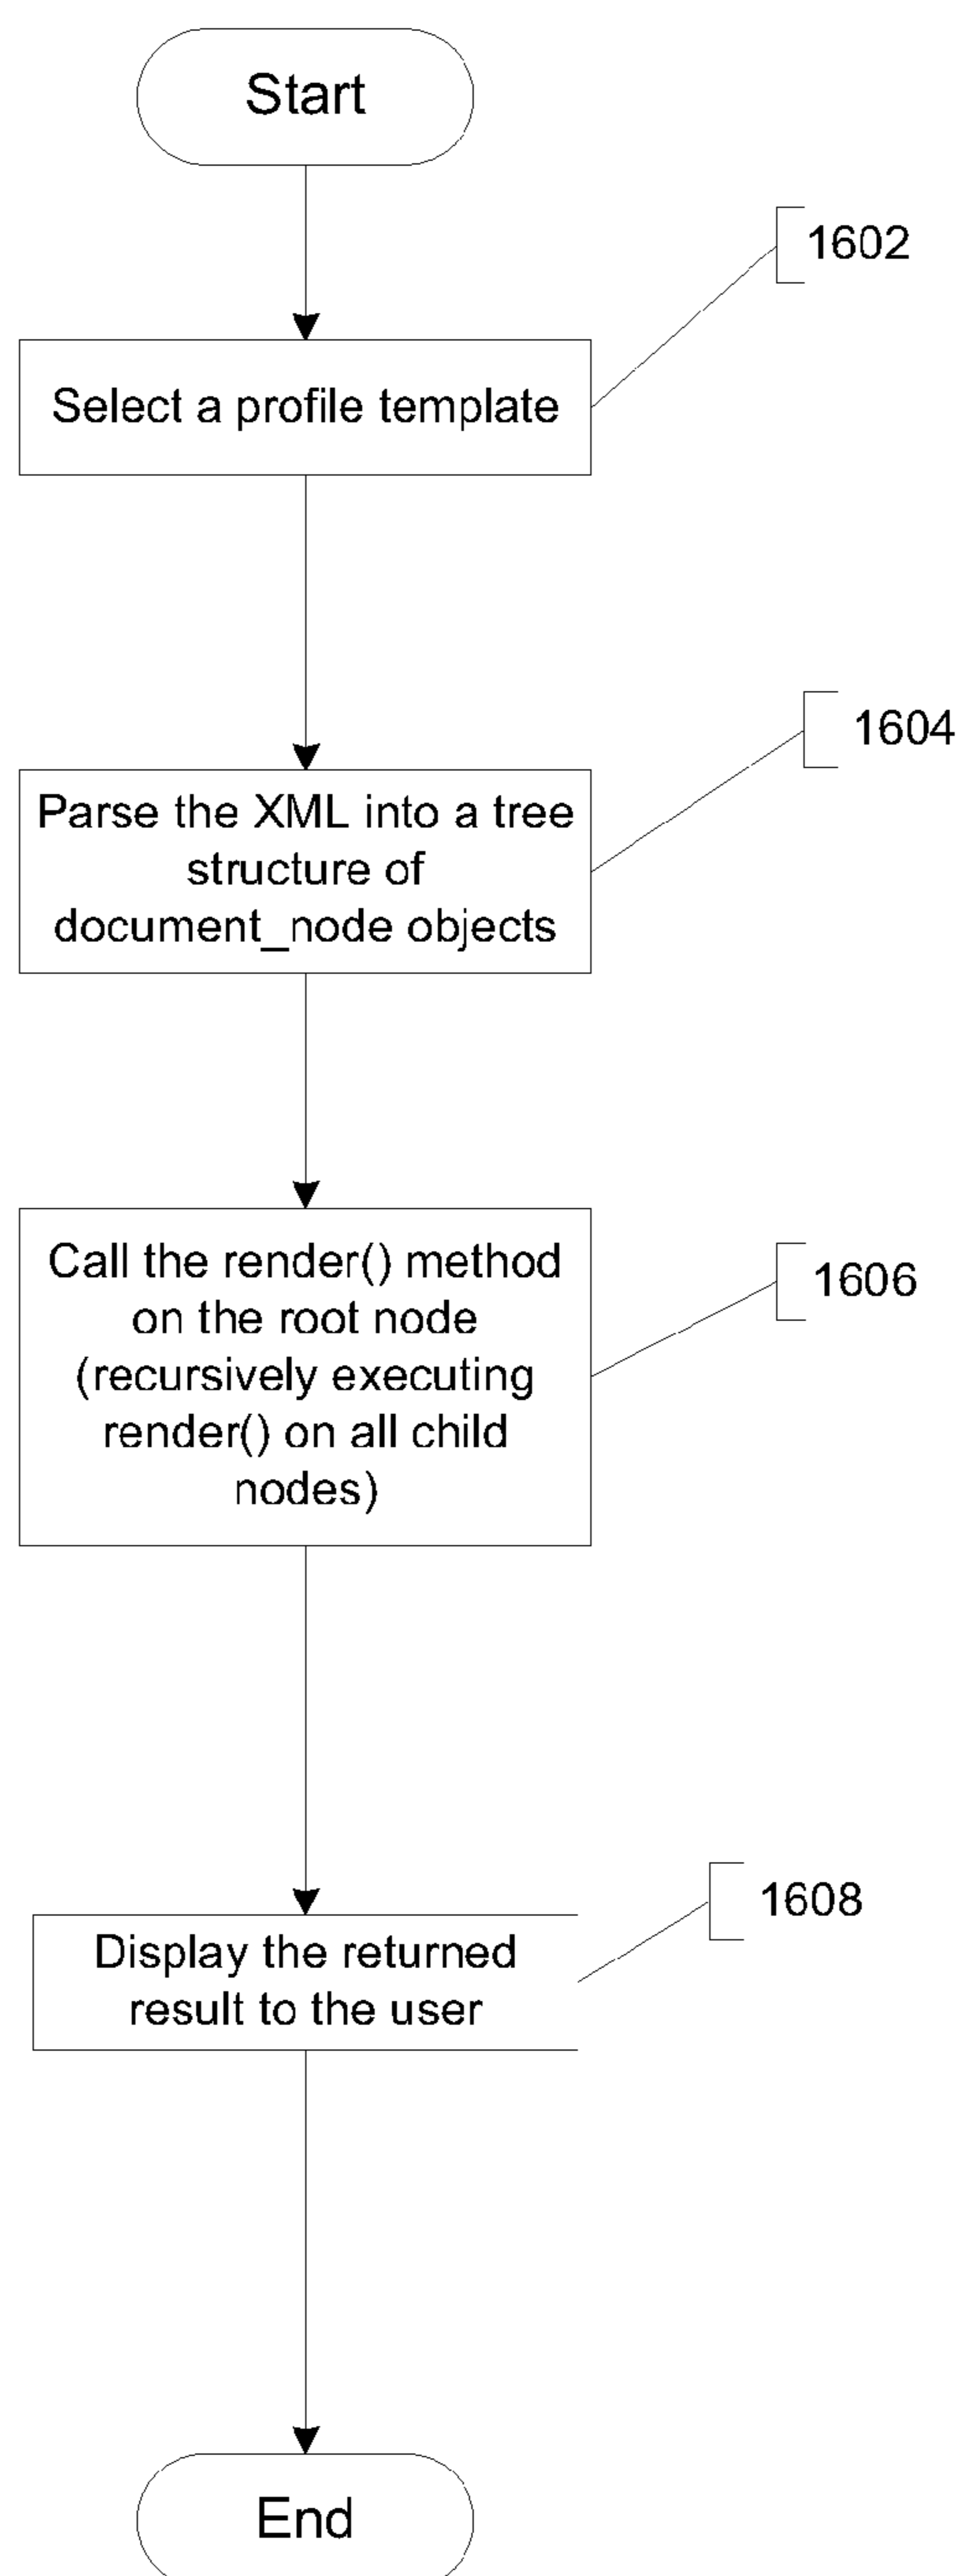 Start
1602
Select a profile template
1604
Parse the XML into a tree
structure of
document_node objects
Call the render() method
1606
on the root node
(recursively executing
render() on all child
nodes)
1608
Display the returned
result to the user
End